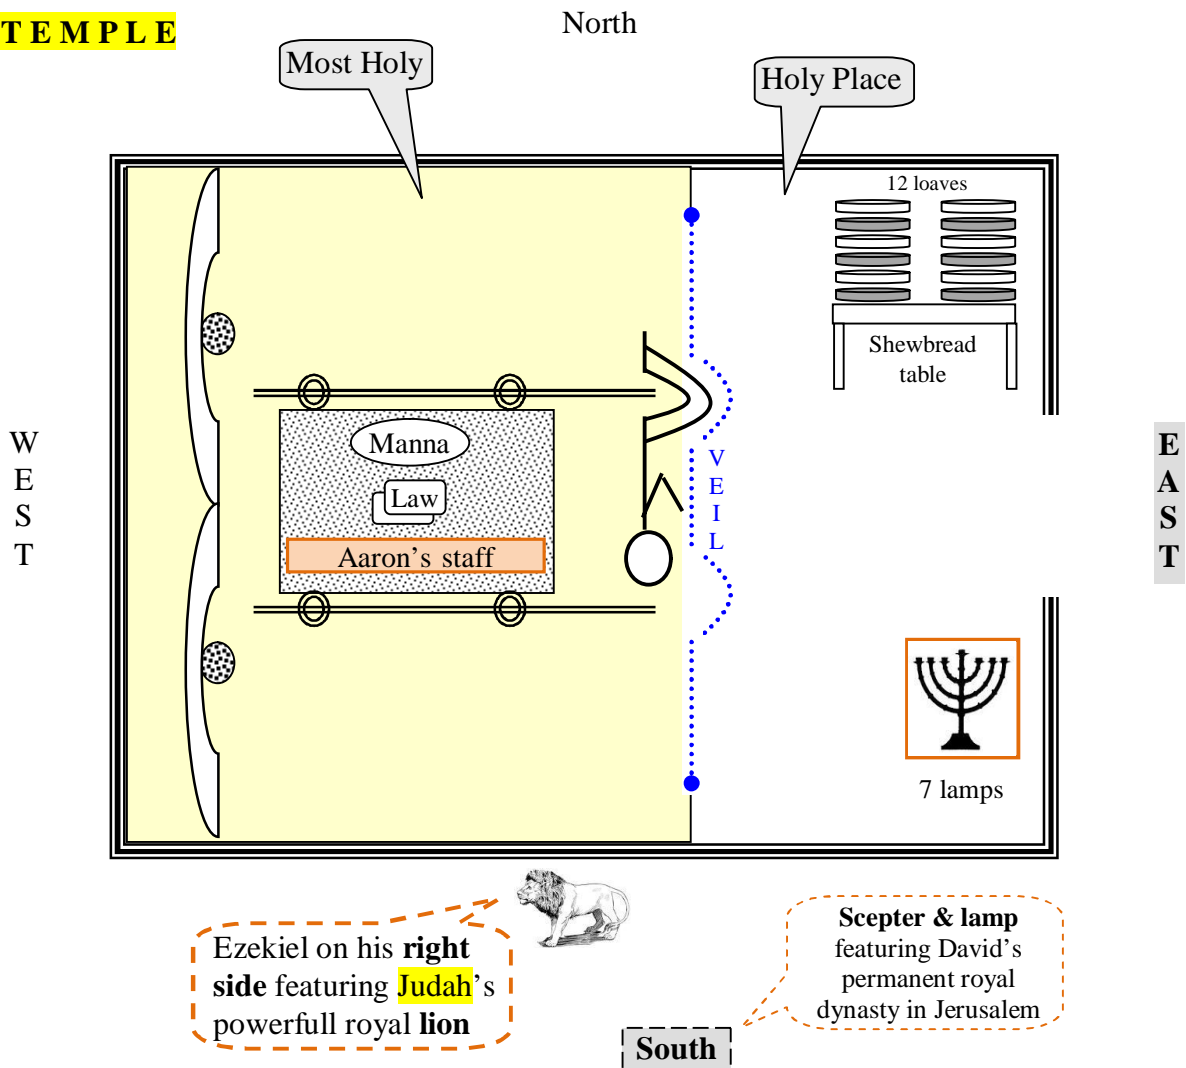 T E M P L E
North
Most Holy
Holy Place
12 loaves
Shewbread
table
Manna
Law
Aaron’s staff
V
E
I
L
W
E
S
T
E
A
S
T
7 lamps
Ezekiel on his right
side featuring Judah’s
powerfull royal lion
Scepter & lamp
featuring David’s
permanent royal
dynasty in Jerusalem
South